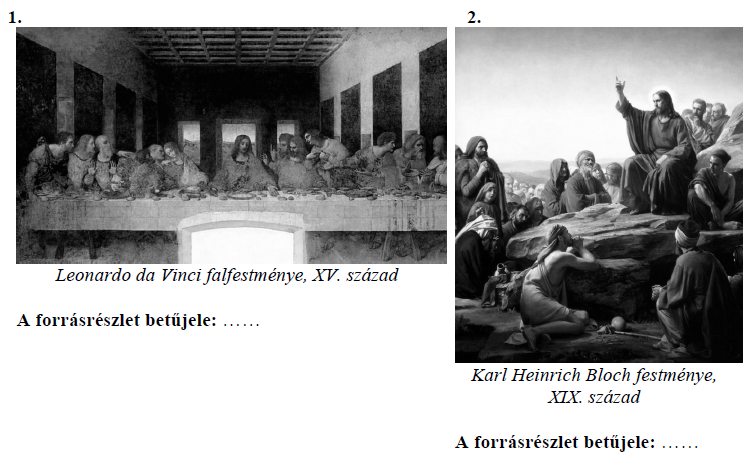 1.
Leonardo da Vinci falfestménye, XV. század
A forrásrészlet betűjele: ……
2.
Karl Heinrich Bloch festménye,
XIX. század
A forrásrészlet betűjele: ……